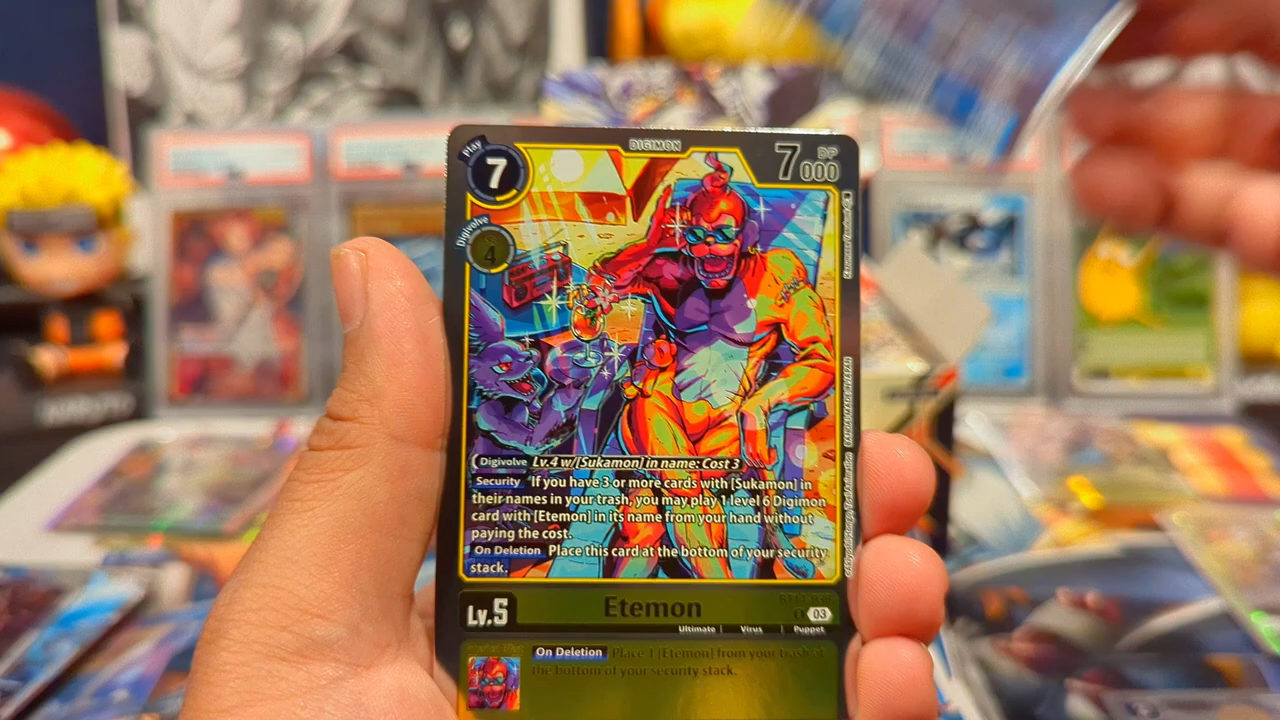 Play
7
DIGIMON
7000
DP
Digivolve
4
Digivolve Lv.4 w/[Sukamon] in name: Cost 3
Security If you have 3 or more cards with [Sukamon] in
their names in your trash, you may play 1 level 6 Digimon
card with [Etemon] in its name from your hand without
paying the cost.
On Deletion Place this card at the bottom of your security
stack.
Lv.5
Etemon
03
Ultimate | Virus | Puppet
On Deletion Place 1 [Etemon] from your trash at
the bottom of your security stack.